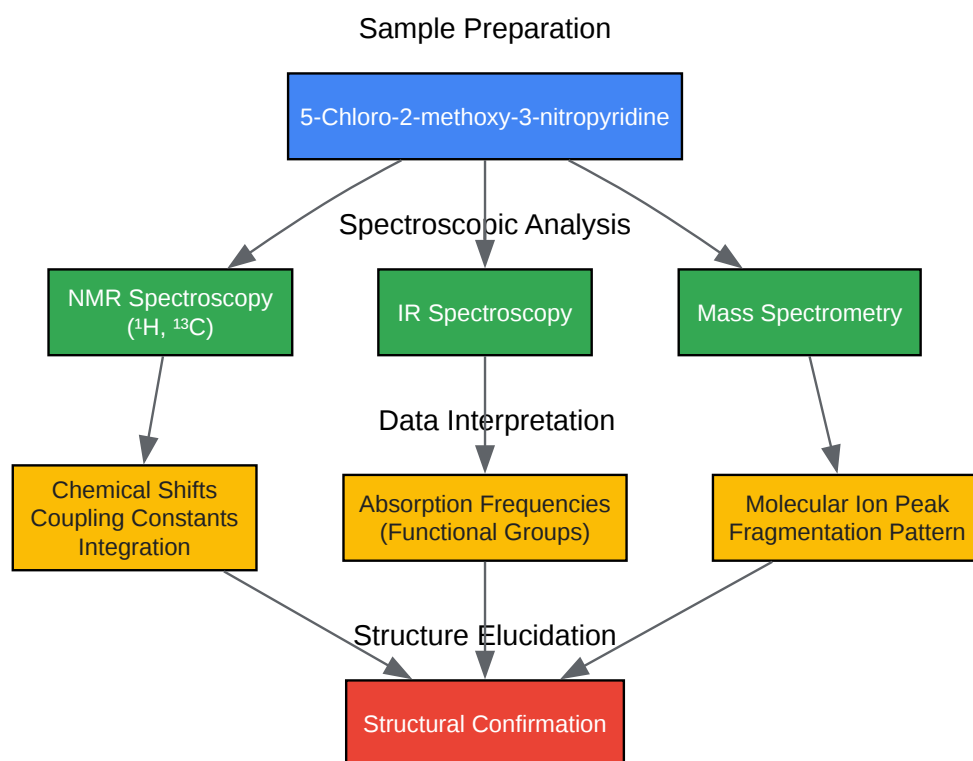 Sample Preparation
5-Chloro-2-methoxy-3-nitropyridine
Spectroscopic Analysis
NMR Spectroscopy
(¹H, ¹³C)
IR Spectroscopy
Mass Spectrometry
Data Interpretation
Chemical Shifts
Coupling Constants
Integration
Absorption Frequencies
(Functional Groups)
Molecular Ion Peak
Fragmentation Pattern
Structure Elucidation
Structural Confirmation